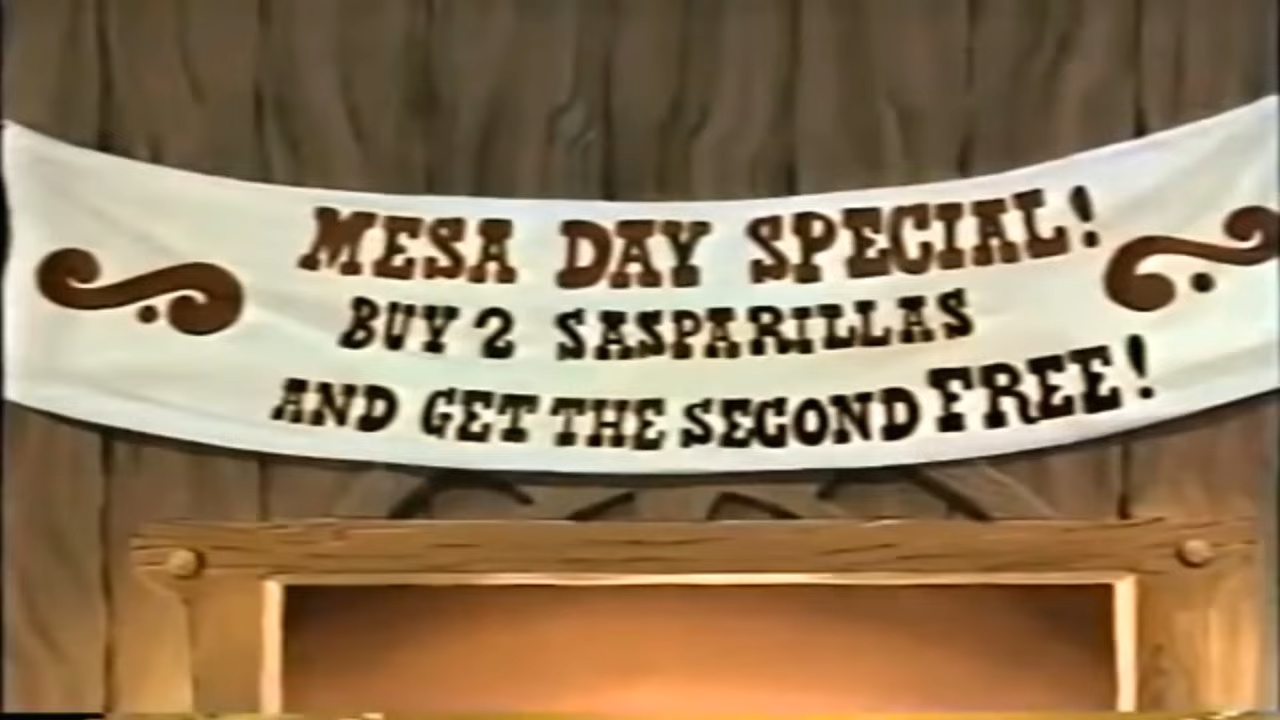 MESA DAY SPECIAL!
BUY 2 SASPARILLAS
AND GET THE SECOND FREE!